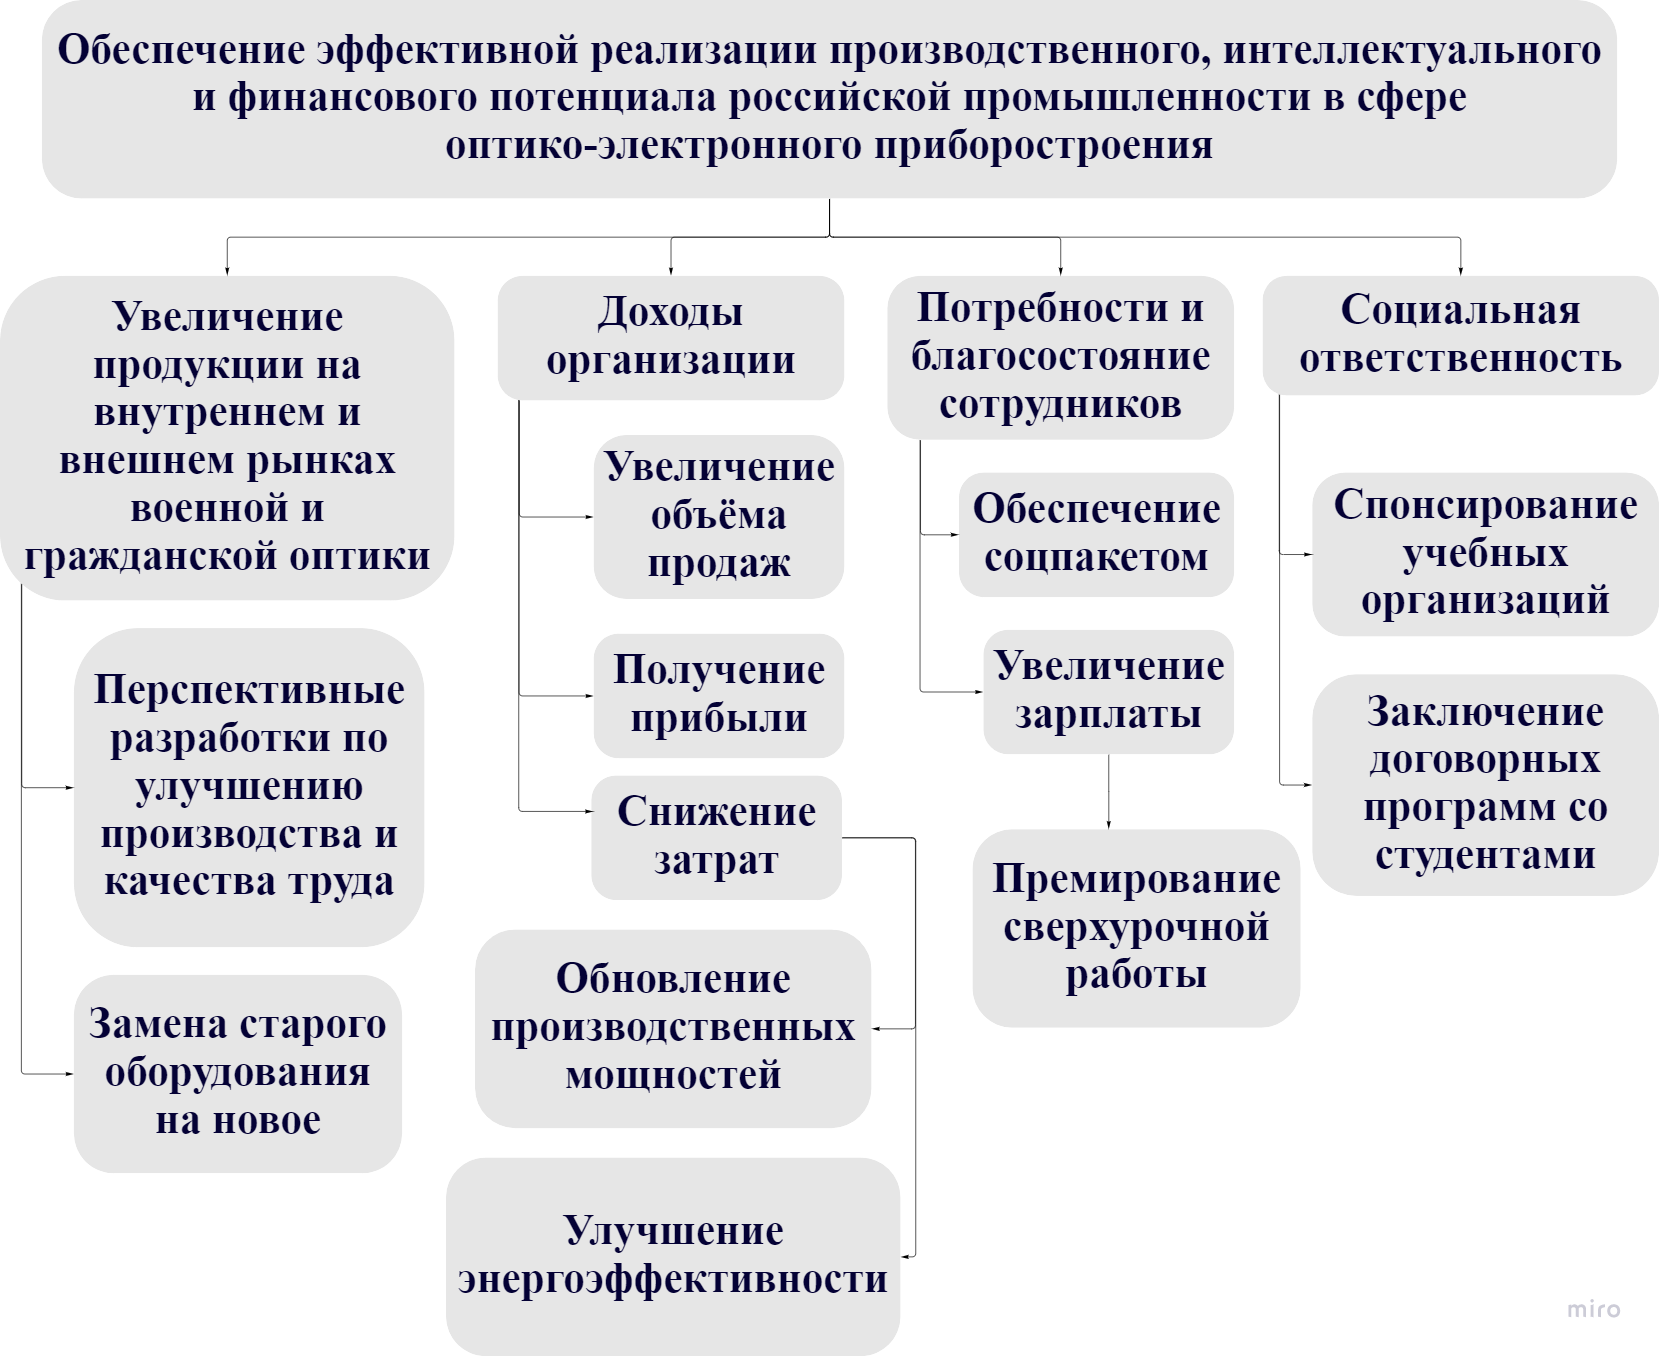 Обеспечение эффективной реализации производственного, интеллектуального
и финансового потенциала российской промышленности в сфере
оптико-электронного приборостроения
Увеличение
продукции на
внутреннем и
внешнем рынках
военной и
гражданской оптики
Перспективные
разработки по
улучшению
производства и
качества труда
Замена старого
оборудования
на новое
Доходы
организации
Увеличение
объёма
продаж
Получение
прибыли
Снижение
затрат
Обновление
производственных
мощностей
Улучшение
энергоэффективности
Потребности и
благосостояние
сотрудников
Обеспечение
соцпакетом
Увеличение
зарплаты
Премирование
сверхурочной
работы
Социальная
ответственность
Спонсирование
учебных
организаций
Заключение
договорных
программ со
студентами
miro